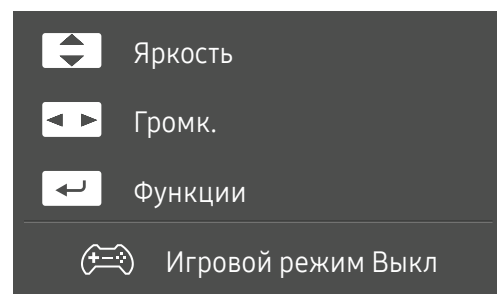 Яркость
Громк.
Функции
Игровой режим Выкл